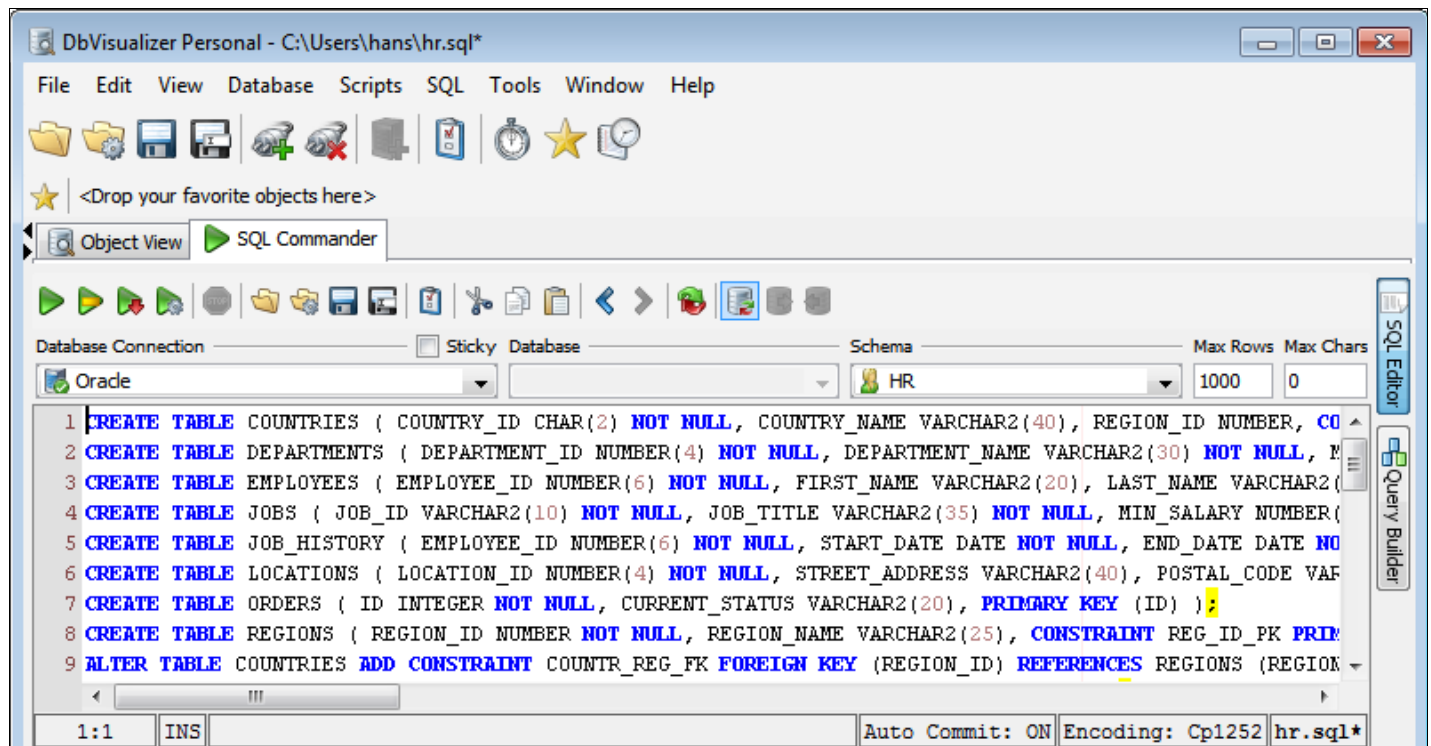 DbVisualizer Personal - C:\Users\hans\hr.sql*
File Edit View Database Scripts SQL Tools Window Help
<Drop your favorite objects here>
Object View SQL Commander
STOP
Database Connection Sticky Database Schema Max Rows Max Chars
Oracle HR 1000 0
1 CREATE TABLE COUNTRIES ( COUNTRY_ID CHAR(2) NOT NULL, COUNTRY_NAME VARCHAR2(40), REGION_ID NUMBER, CO
2 CREATE TABLE DEPARTMENTS ( DEPARTMENT_ID NUMBER(4) NOT NULL, DEPARTMENT_NAME VARCHAR2(30) NOT NULL, M
3 CREATE TABLE EMPLOYEES ( EMPLOYEE_ID NUMBER(6) NOT NULL, FIRST_NAME VARCHAR2(20), LAST_NAME VARCHAR2(
4 CREATE TABLE JOBS ( JOB_ID VARCHAR2(10) NOT NULL, JOB_TITLE VARCHAR2(35) NOT NULL, MIN_SALARY NUMBER(
5 CREATE TABLE JOB_HISTORY ( EMPLOYEE_ID NUMBER(6) NOT NULL, START_DATE DATE NOT NULL, END_DATE DATE NO
6 CREATE TABLE LOCATIONS ( LOCATION_ID NUMBER(4) NOT NULL, STREET_ADDRESS VARCHAR2(40), POSTAL_CODE VAR
7 CREATE TABLE ORDERS ( ID INTEGER NOT NULL, CURRENT_STATUS VARCHAR2(20), PRIMARY KEY (ID) );
8 CREATE TABLE REGIONS ( REGION_ID NUMBER NOT NULL, REGION_NAME VARCHAR2(25), CONSTRAINT REG_ID_PK PRIM
9 ALTER TABLE COUNTRIES ADD CONSTRAINT COUNTR_REG_FK FOREIGN KEY (REGION_ID) REFERENCES REGIONS (REGION
SQL Editor
Query Builder
1:1 INS Auto Commit: ON Encoding: Cp1252 hr.sql*